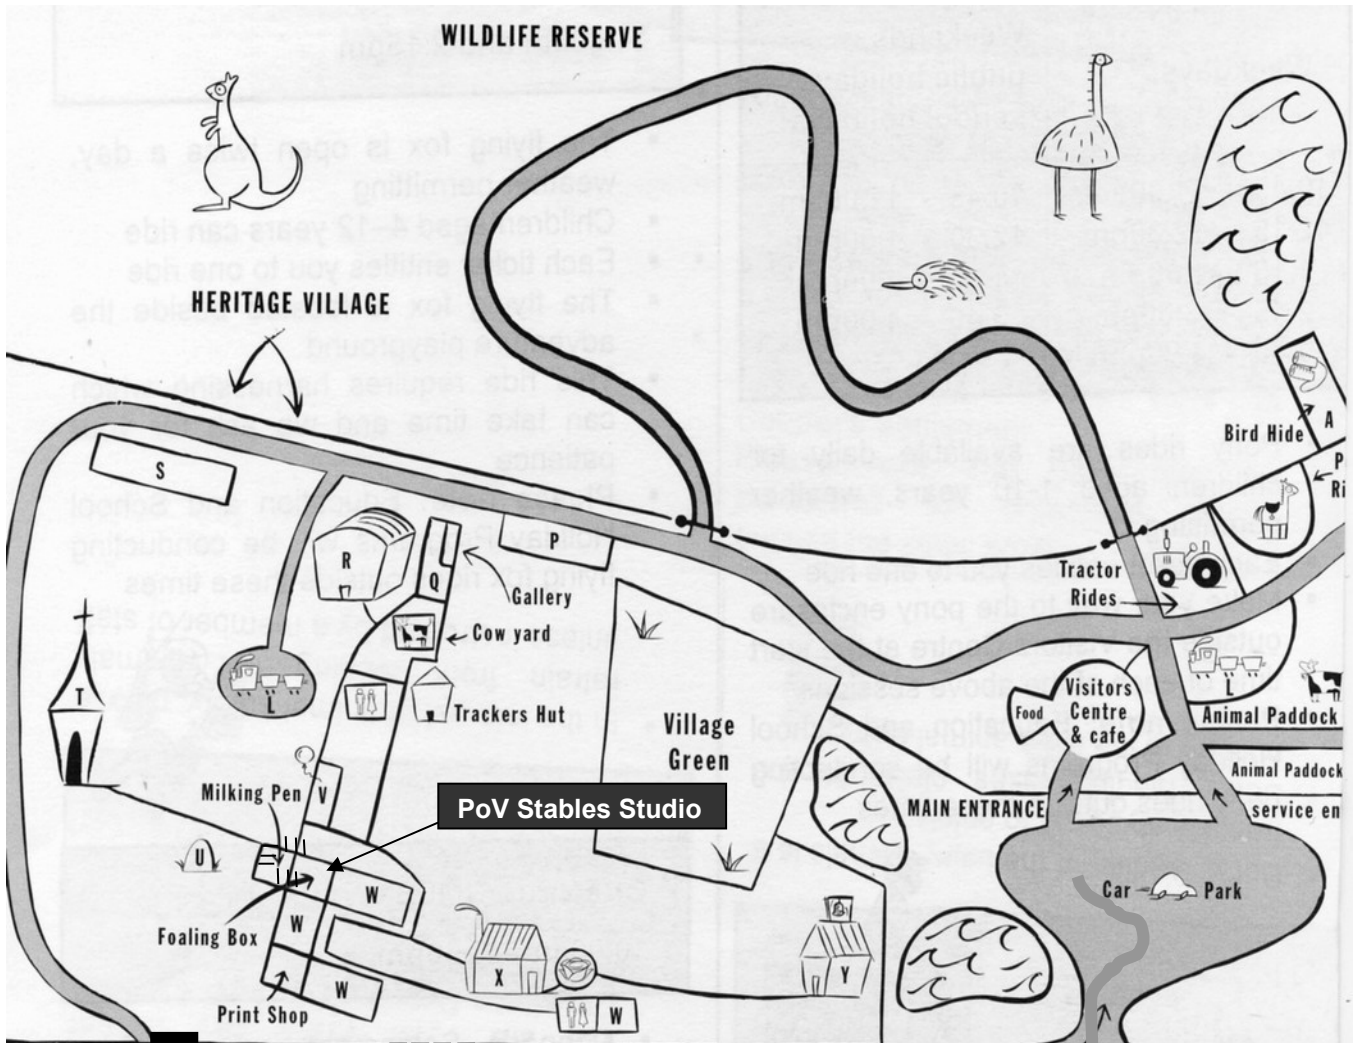 WILDLIFE RESERVE
HERITAGE VILLAGE
S
R
Q
P
Gallery
Cow yard
Trackers Hut
L
T
Village
Green
Milking Pen
V
PoV Stables Studio
U
W
W
W
Foaling Box
Print Shop
X
W
Y
Bird Hide
A
Tractor
Rides
L
Food
Visitors
Centre
& cafe
Animal Paddock
Animal Paddock
MAIN ENTRANCE
service en
Car
Park